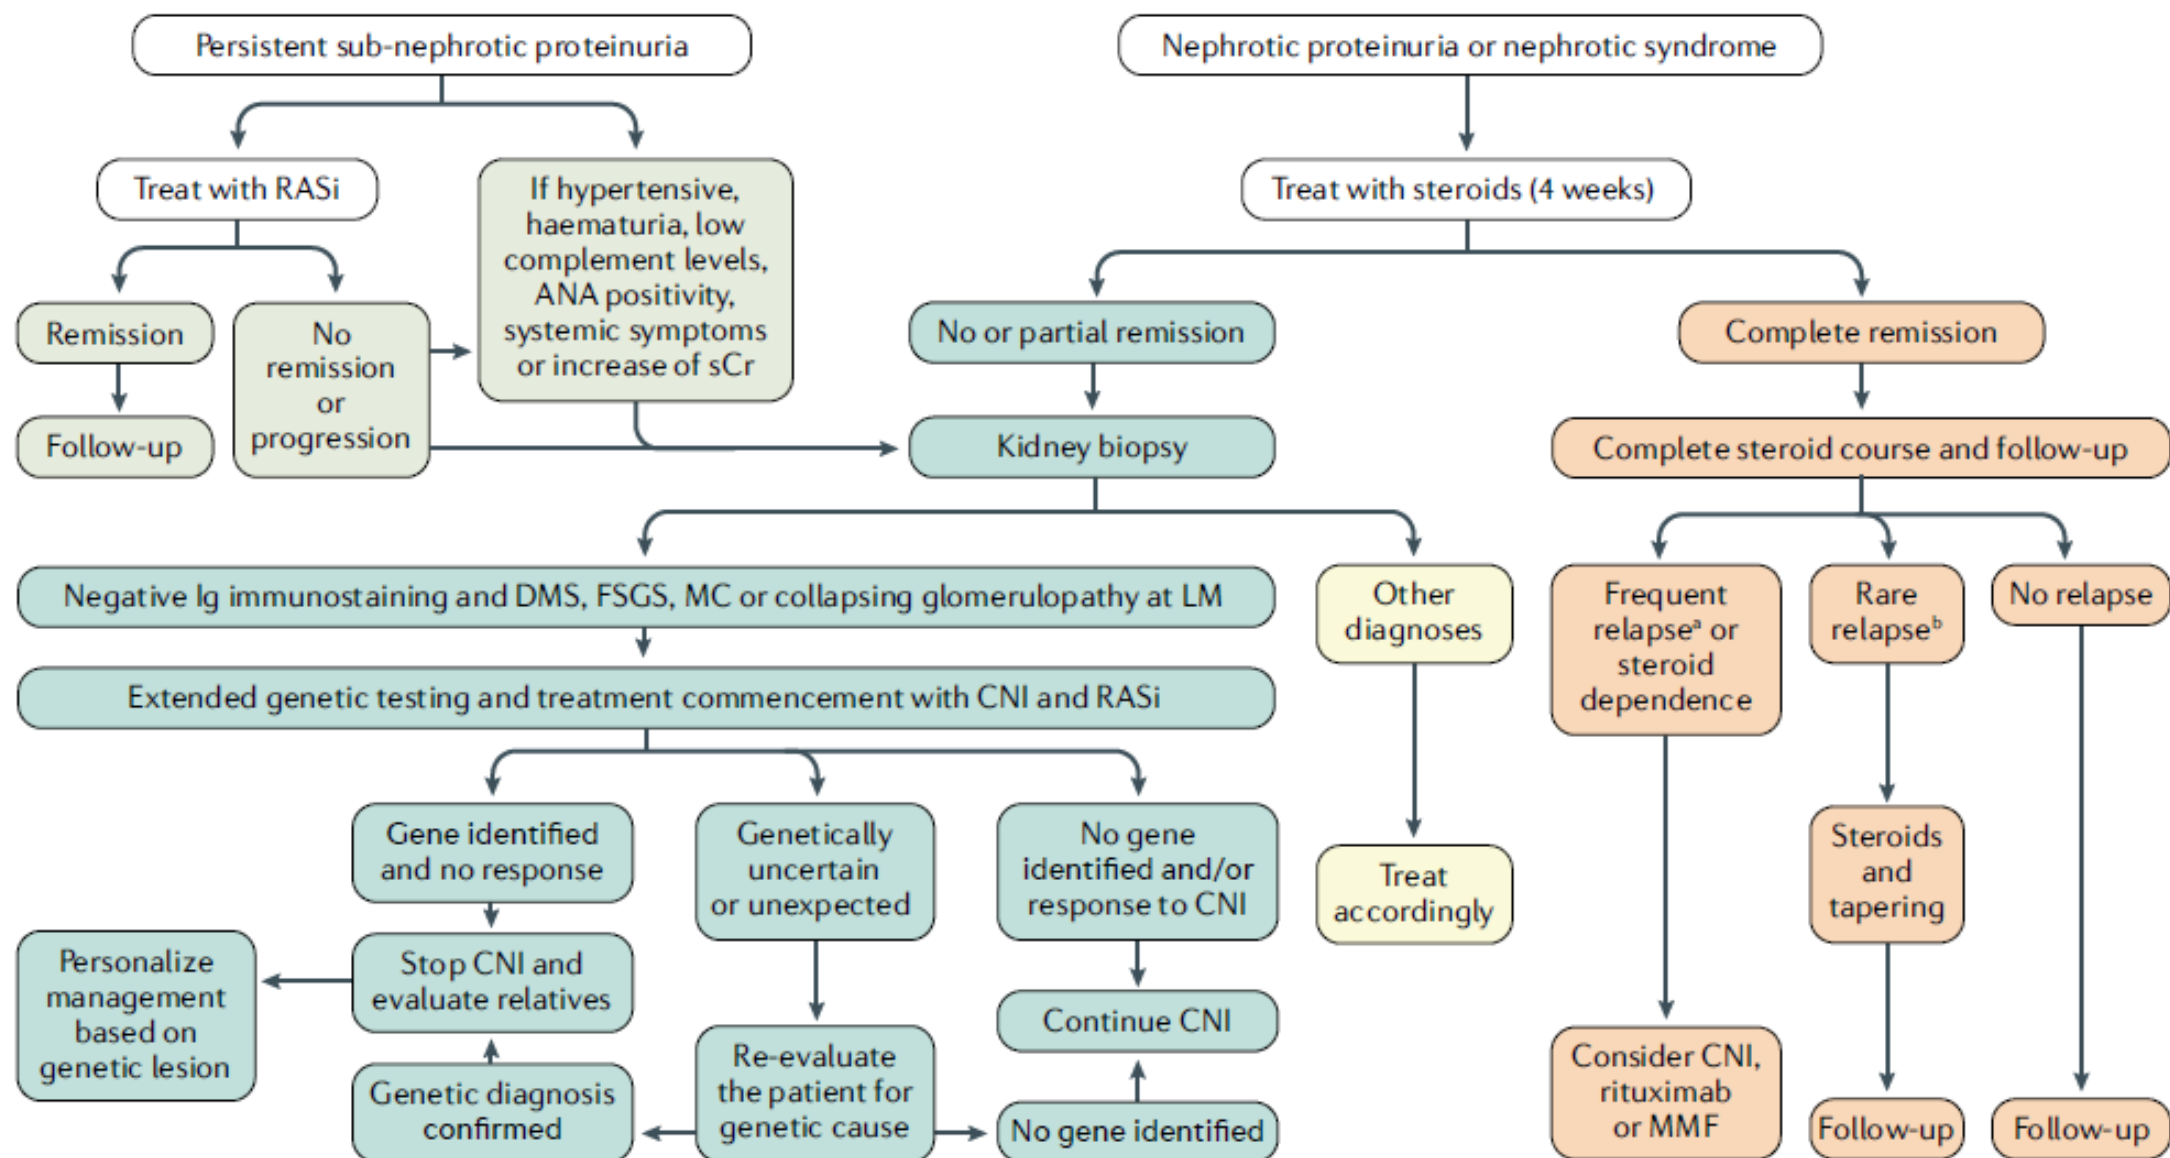 Persistent sub-nephrotic proteinuria
Nephrotic proteinuria or nephrotic syndrome
Treat with RASi
If hypertensive,
haematuria, low
complement levels,
ANA positivity,
systemic symptoms
or increase of sCr
Treat with steroids (4 weeks)
Remission
No
remission
or
progression
No or partial remission
Complete remission
Follow-up
Kidney biopsy
Complete steroid course and follow-up
Negative Ig immunostaining and DMS, FSGS, MC or collapsing glomerulopathy at LM
Other
diagnoses
Frequent
relapseᵃ or
steroid
dependence
Rare
relapseᵇ
No relapse
Extended genetic testing and treatment commencement with CNI and RASi
Gene identified
and no response
Genetically
uncertain
or unexpected
No gene
identified and/or
response to CNI
Treat
accordingly
Steroids
and
tapering
Personalize
management
based on
genetic lesion
Stop CNI and
evaluate relatives
Continue CNI
Genetic diagnosis
confirmed
Re-evaluate
the patient for
genetic cause
No gene identified
Consider CNI,
rituximab
or MMF
Follow-up
Follow-up